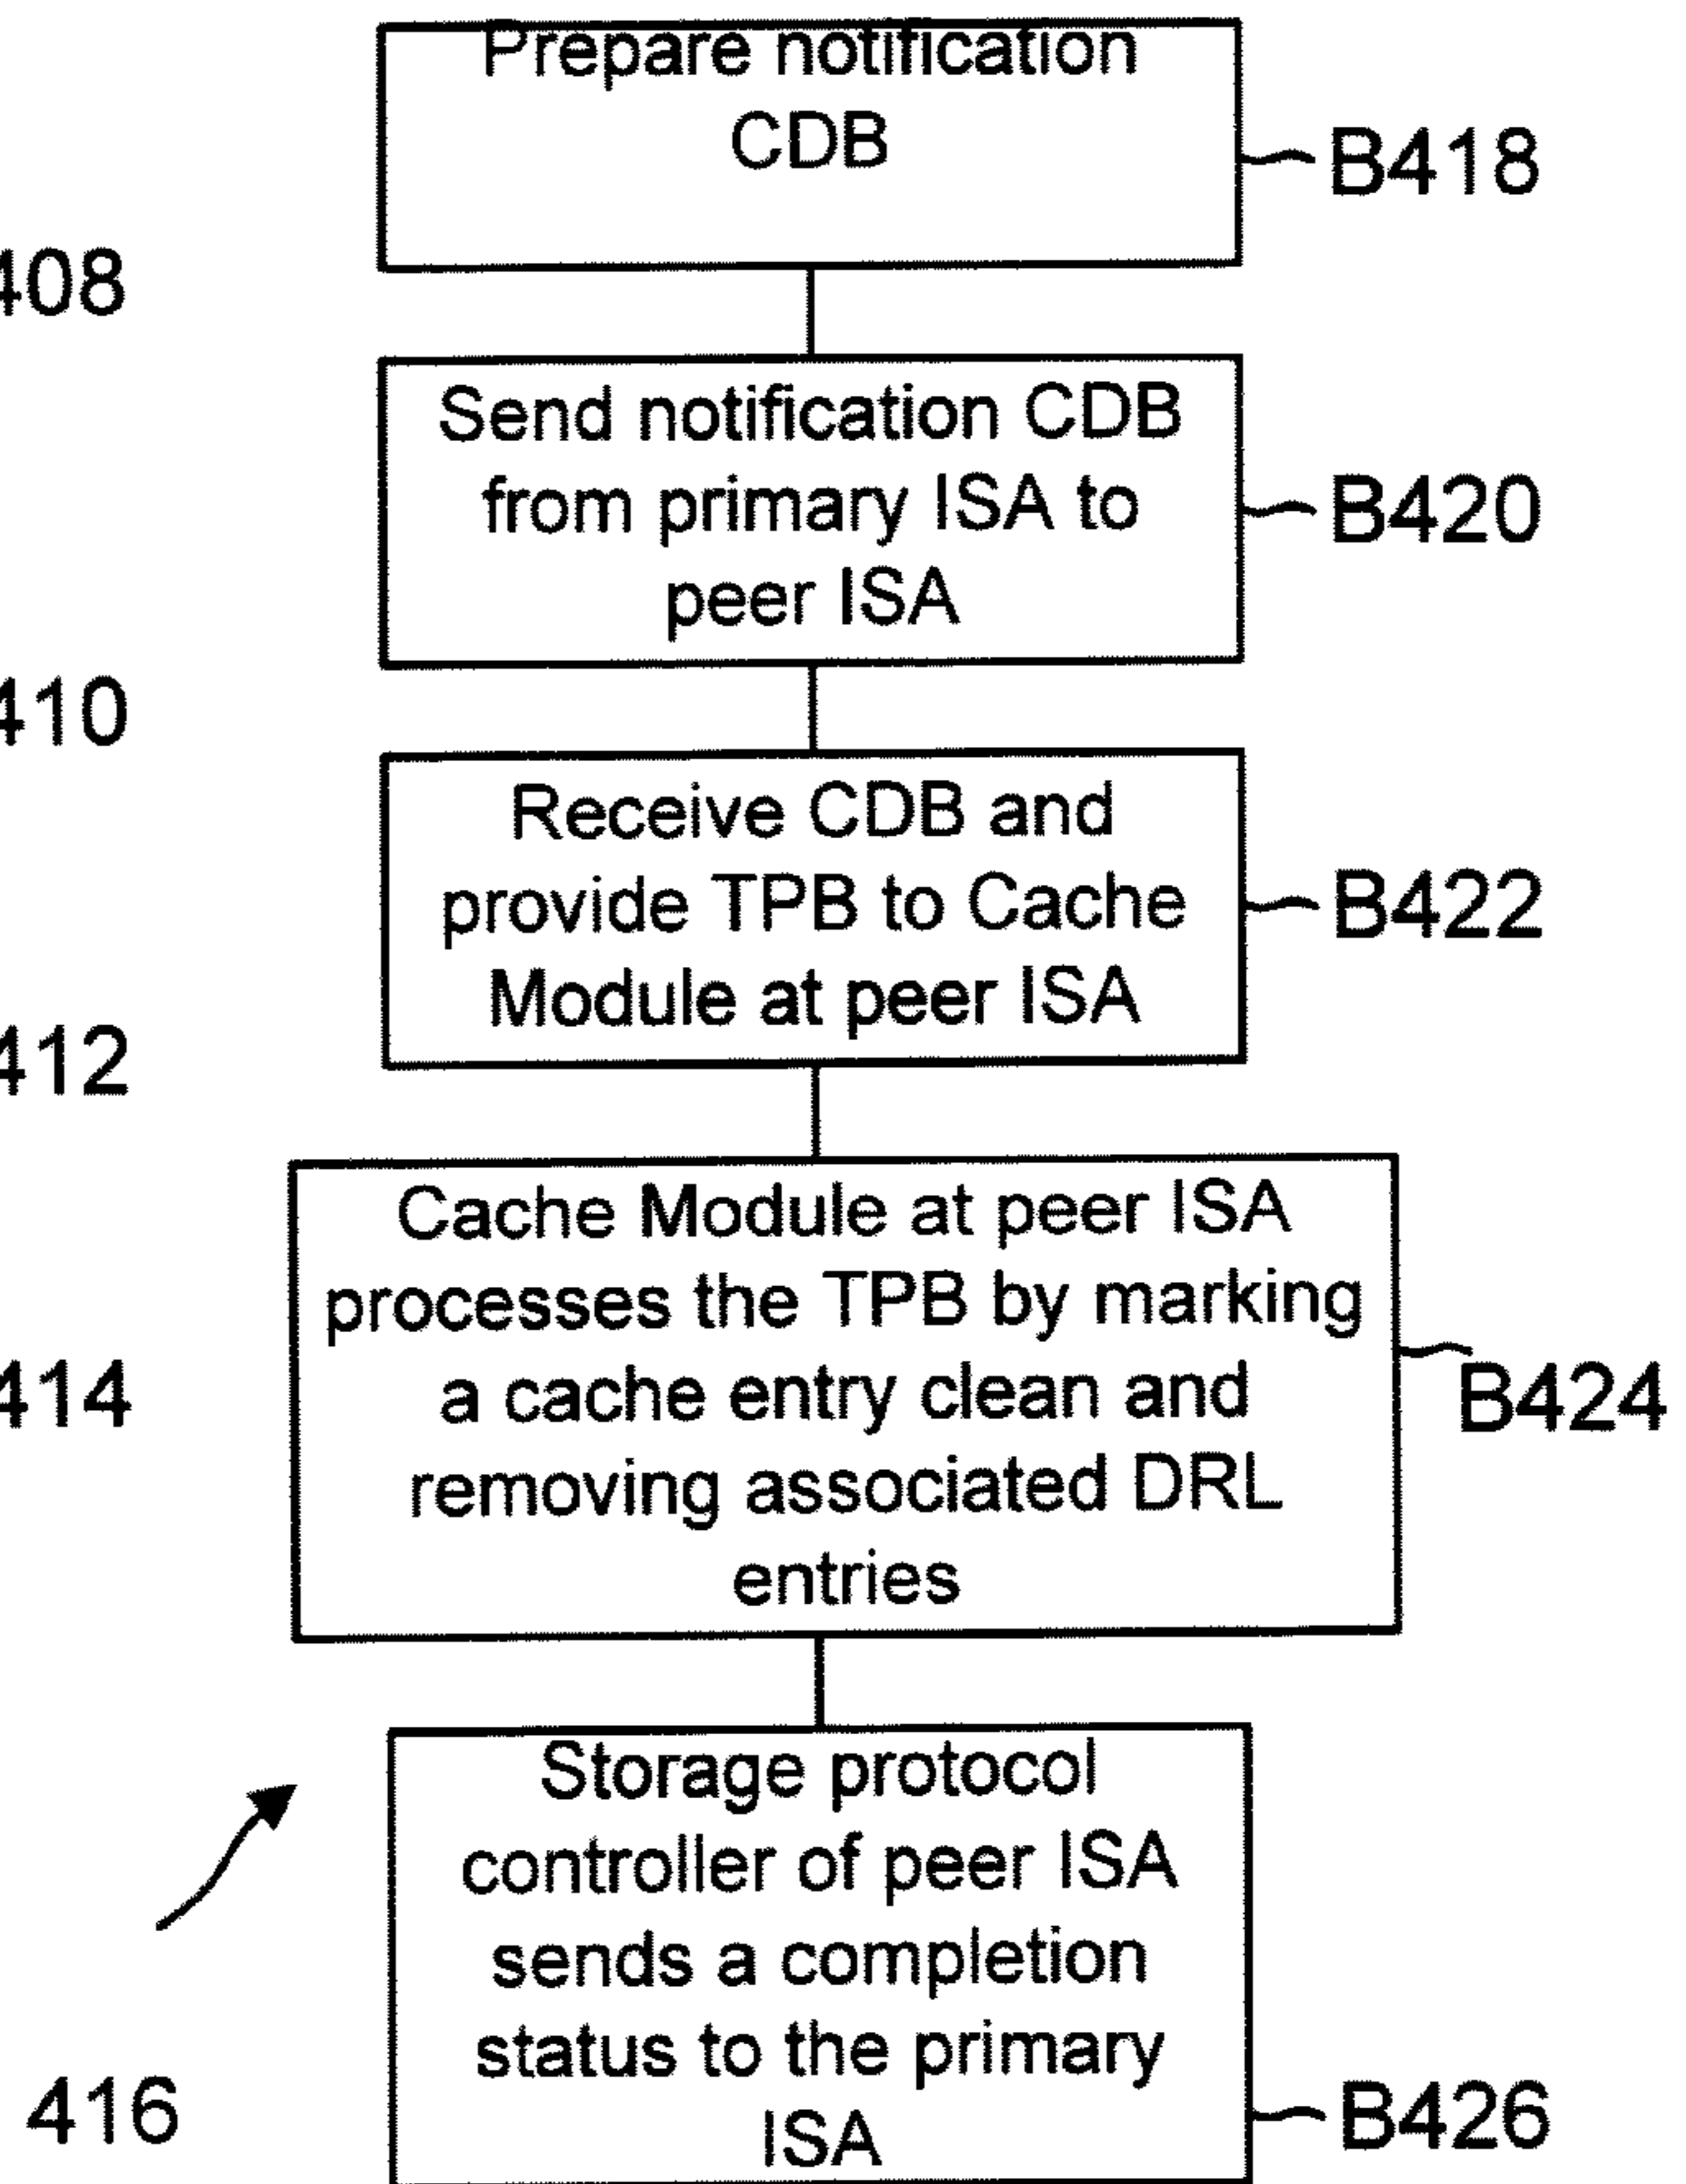 Prepare notification
CDB
B418
408
Send notification CDB
from primary ISA to
peer ISA
B420
410
Receive CDB and
provide TPB to Cache
Module at peer ISA
B422
412
Cache Module at peer ISA
processes the TPB by marking
a cache entry clean and
removing associated DRL
entries
B424
414
Storage protocol
controller of peer ISA
sends a completion
status to the primary
ISA
B426
416